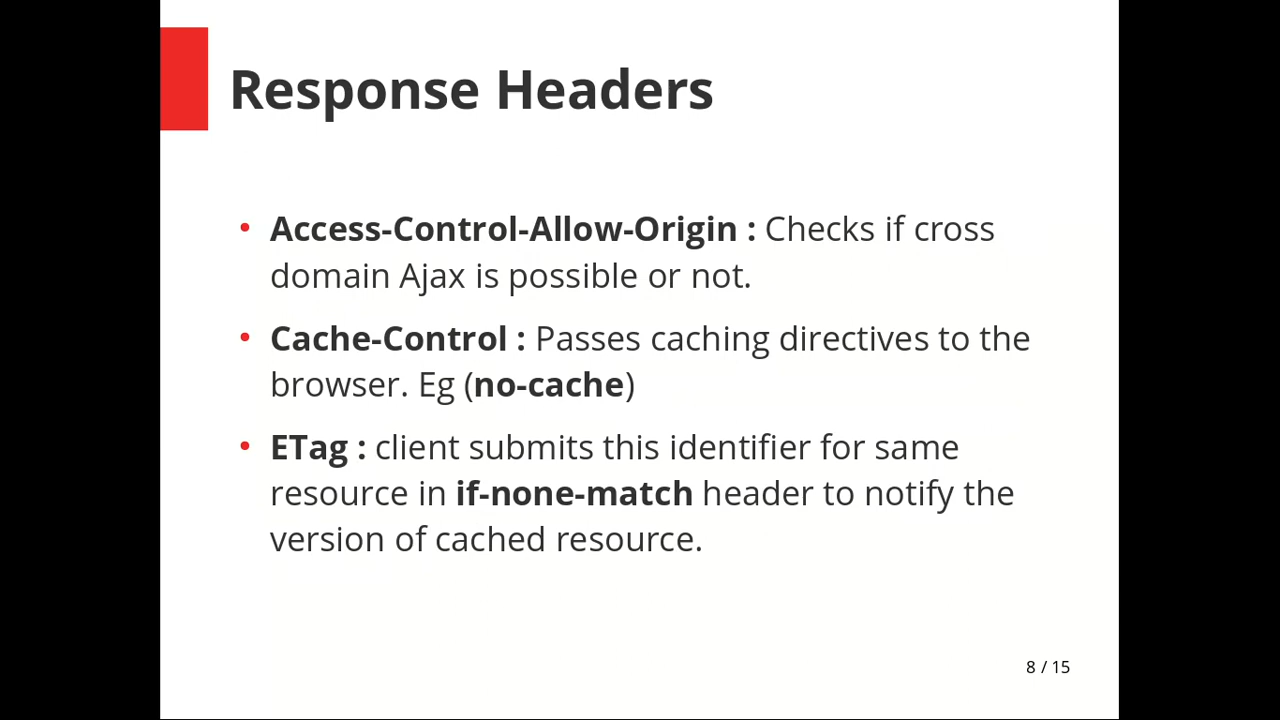 Response Headers
• Access-Control-Allow-Origin : Checks if cross
domain Ajax is possible or not.
• Cache-Control : Passes caching directives to the
browser. Eg (no-cache)
• ETag : client submits this identifier for same
resource in if-none-match header to notify the
version of cached resource.
8 / 15